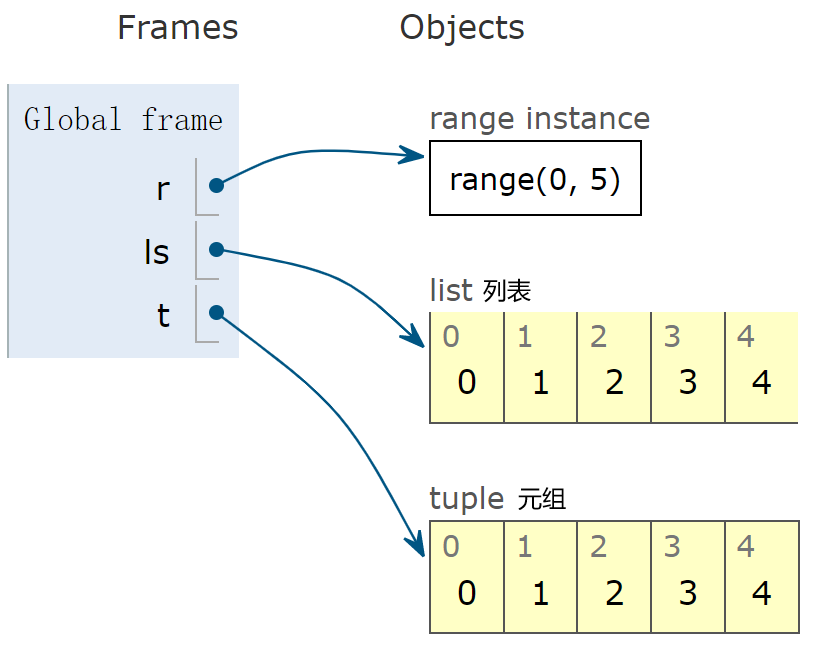 Frames Objects
Global frame
r
ls
t
range instance
range(0, 5)
list 列表
0 1 2 3 4
0 1 2 3 4
tuple 元组
0 1 2 3 4
0 1 2 3 4